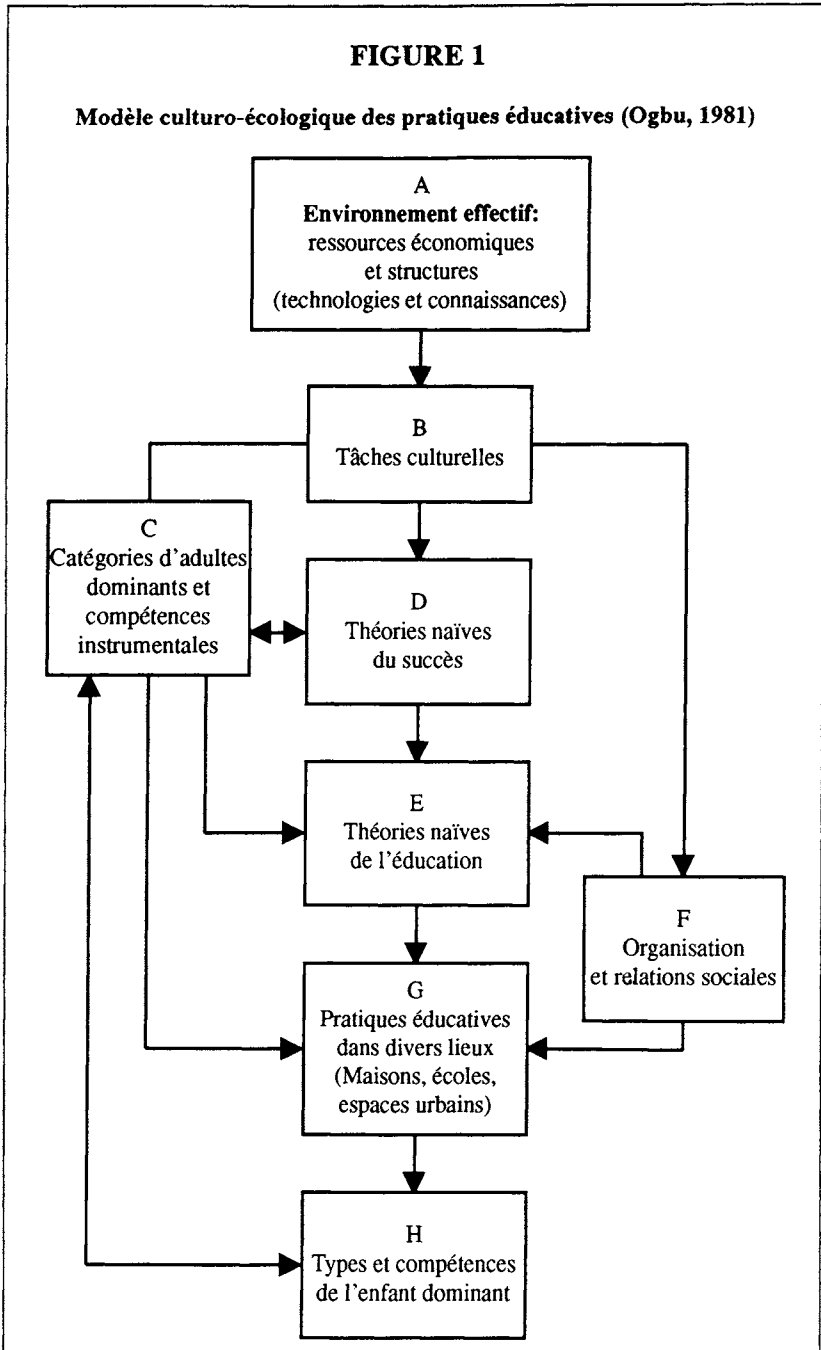 FIGURE 1
Modèle culturo-écologique des pratiques éducatives (Ogbu, 1981)
A
Environnement effectif:
ressources économiques
et structures
(technologies et connaissances)
B
Tâches culturelles
C
Catégories d'adultes
dominants et
compétences
instrumentales
D
Théories naïves
du succès
E
Théories naïves
de l'éducation
F
Organisation
et relations sociales
G
Pratiques éducatives
dans divers lieux
(Maisons, écoles,
espaces urbains)
H
Types et compétences
de l'enfant dominant